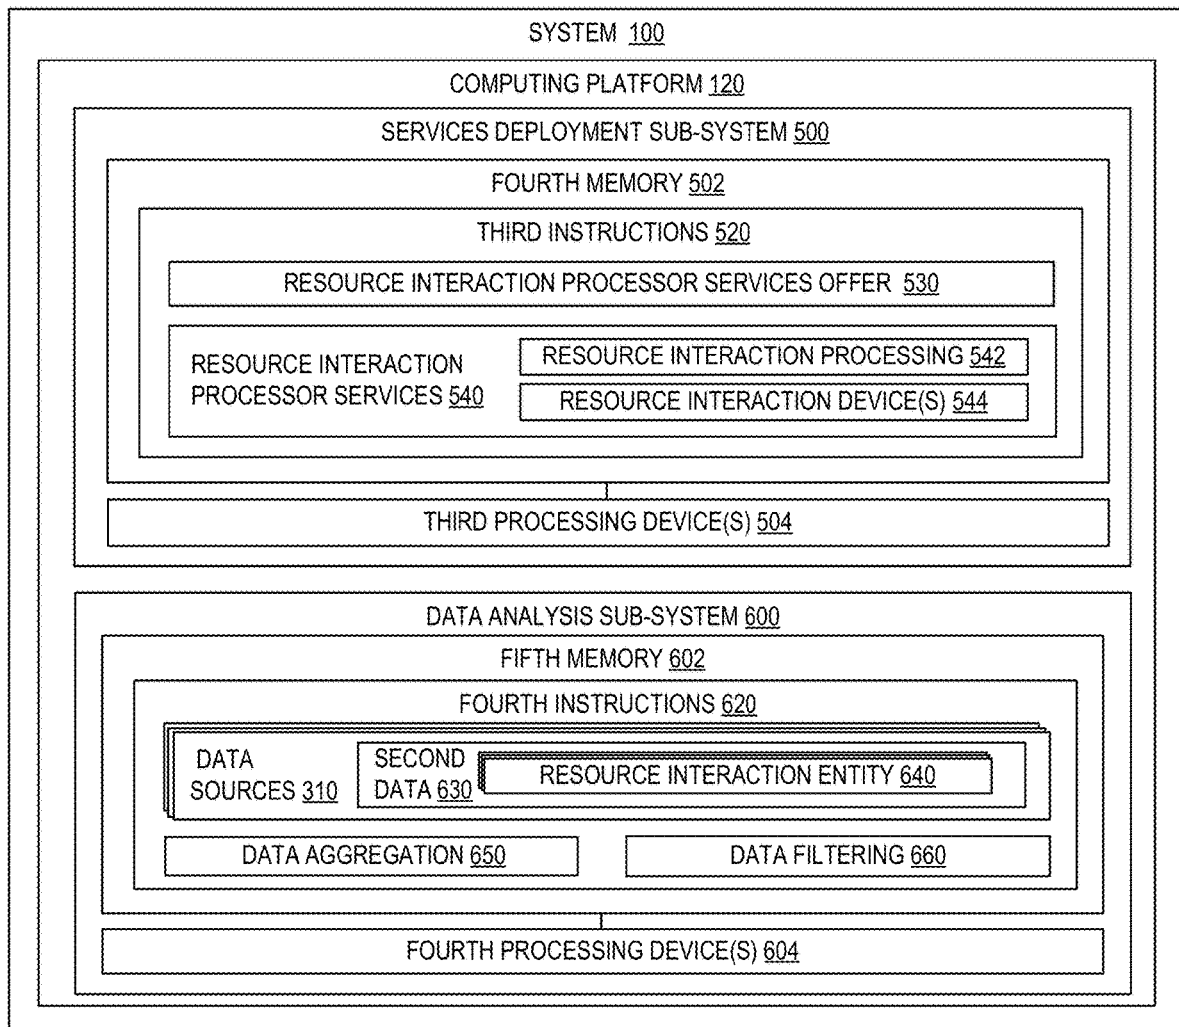 SYSTEM 100
COMPUTING PLATFORM 120
SERVICES DEPLOYMENT SUB-SYSTEM 500
FOURTH MEMORY 502
THIRD INSTRUCTIONS 520
RESOURCE INTERACTION PROCESSOR SERVICES OFFER 530
RESOURCE INTERACTION
PROCESSOR SERVICES 540
RESOURCE INTERACTION PROCESSING 542
RESOURCE INTERACTION DEVICE(S) 544
THIRD PROCESSING DEVICE(S) 504
DATA ANALYSIS SUB-SYSTEM 600
FIFTH MEMORY 602
FOURTH INSTRUCTIONS 620
DATA
SOURCES 310
SECOND
DATA 630
RESOURCE INTERACTION ENTITY 640
DATA AGGREGATION 650
DATA FILTERING 660
FOURTH PROCESSING DEVICE(S) 604